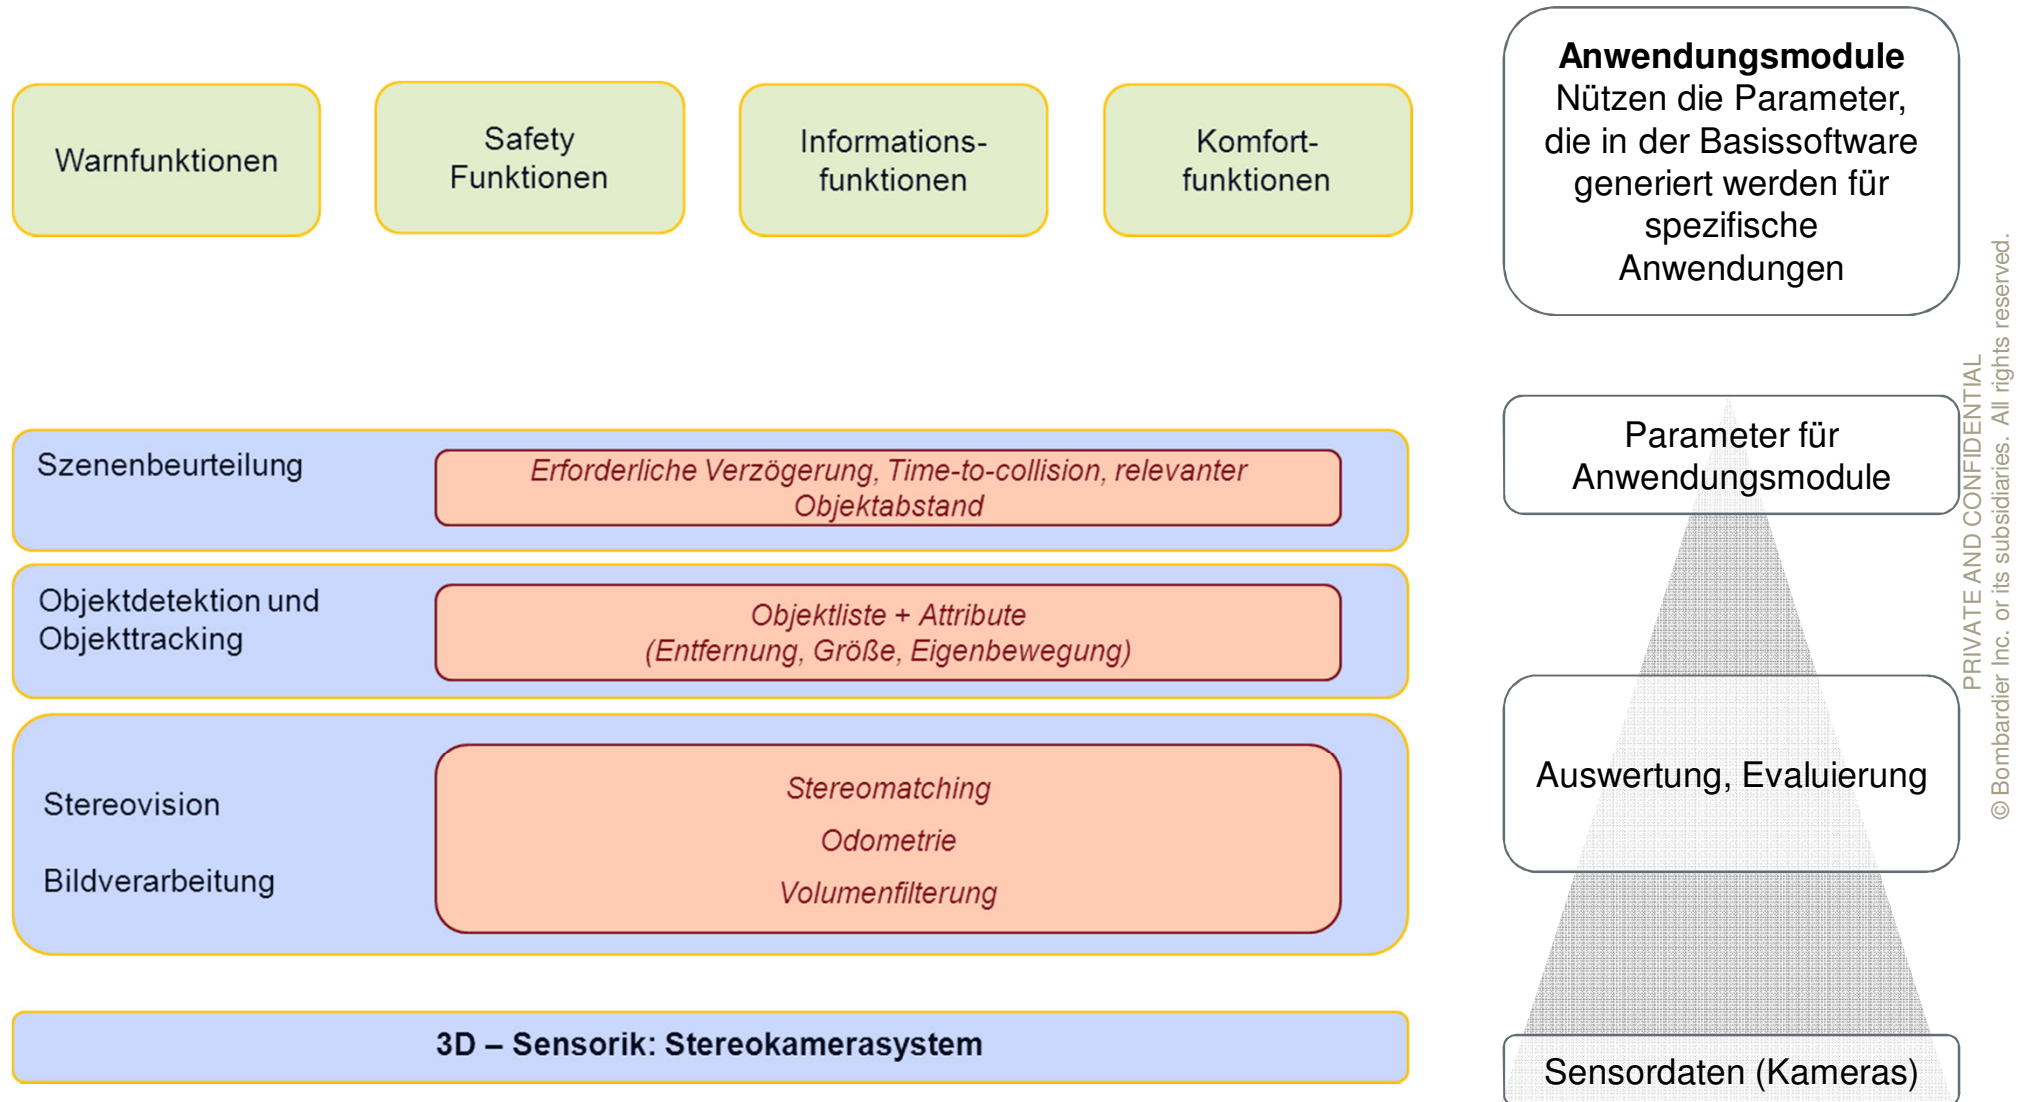 Warnfunktionen
Safety
Funktionen
Informations-
funktionen
Komfort-
funktionen
Anwendungsmodule
Nützen die Parameter,
die in der Basissoftware
generiert werden für
spezifische
Anwendungen
Szenenbeurteilung
Erforderliche Verzögerung, Time-to-collision, relevanter
Objektabstand
Parameter für
Anwendungsmodule
Objektdetektion und
Objekttracking
Objektliste + Attribute
(Entfernung, Größe, Eigenbewegung)
Stereovision
Bildverarbeitung
Stereomatching
Odometrie
Volumenfilterung
Auswertung, Evaluierung
3D – Sensorik: Stereokamerasystem
Sensordaten (Kameras)
PRIVATE AND CONFIDENTIAL
© Bombardier Inc. or its subsidiaries. All rights reserved.